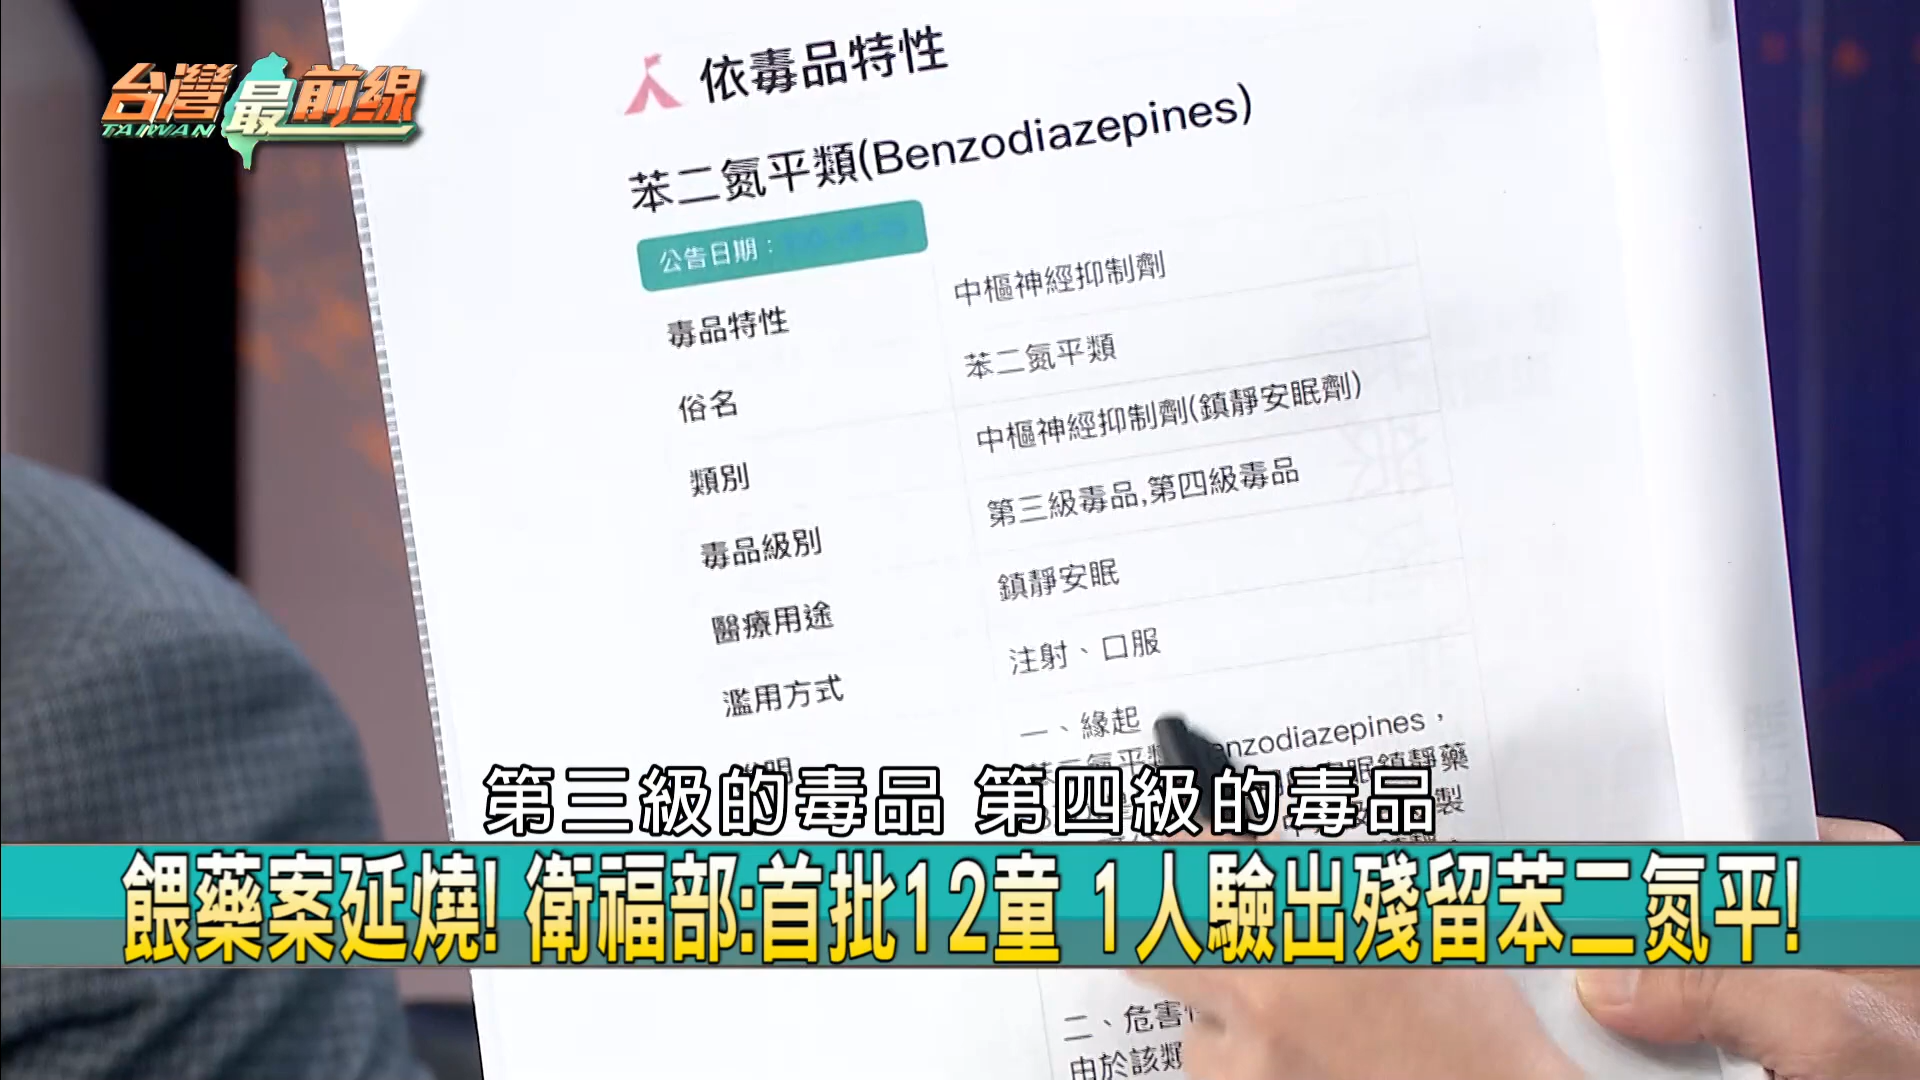 台灣最前線
TAIWAN
依毒品特性
苯二氮平類(Benzodiazepines)
公告日期：
毒品特性
中樞神經抑制劑
俗名
苯二氮平類
類別
中樞神經抑制劑(鎮靜安眠劑)
毒品級別
第三級毒品,第四級毒品
醫療用途
鎮靜安眠
濫用方式
注射、口服
一、緣起
nzodiazepines，
眠鎮靜藥
製
第三級的毒品 第四級的毒品
餵藥案延燒! 衛福部:首批12童 1人驗出殘留苯二氮平!
二、危害
由於該類